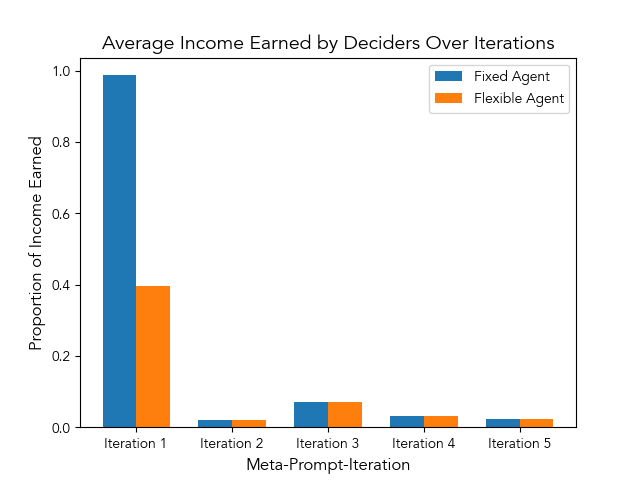 Average Income Earned by Deciders Over Iterations
Fixed Agent
Flexible Agent
Proportion of Income Earned
1.0
0.8
0.6
0.4
0.2
0.0
Iteration 1 Iteration 2 Iteration 3 Iteration 4 Iteration 5
Meta-Prompt-Iteration